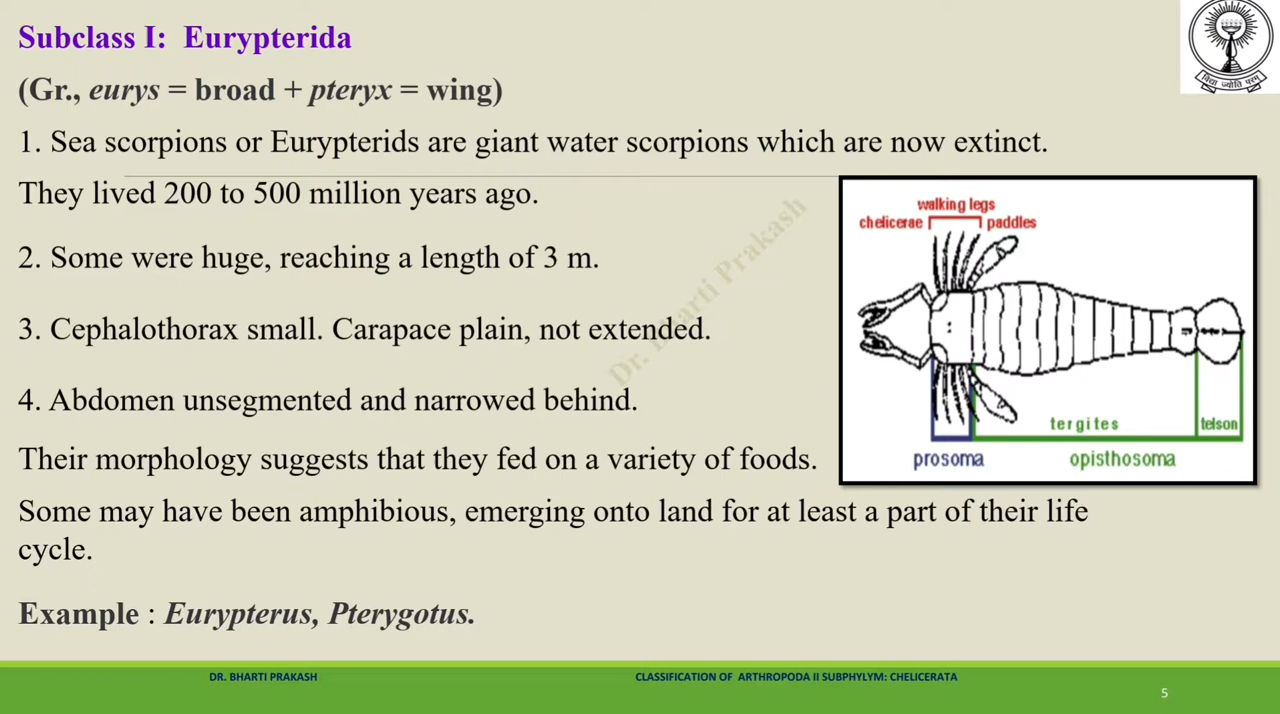 Subclass I: Eurypterida
(Gr., eurys = broad + pteryx = wing)
1. Sea scorpions or Eurypterids are giant water scorpions which are now extinct.
They lived 200 to 500 million years ago.
2. Some were huge, reaching a length of 3 m.
3. Cephalothorax small. Carapace plain, not extended.
4. Abdomen unsegmented and narrowed behind.
Their morphology suggests that they fed on a variety of foods.
Some may have been amphibious, emerging onto land for at least a part of their life
cycle.
Example : Eurypterus, Pterygotus.
walking legs
chelicerae
paddles
tergites
telson
prosoma
opisthosoma
Dr. Bharti Prakash
विद्या ज्योति परम्
DR. BHARTI PRAKASH
CLASSIFICATION OF ARTHROPODA II SUBPHYLYM: CHELICERATA
5